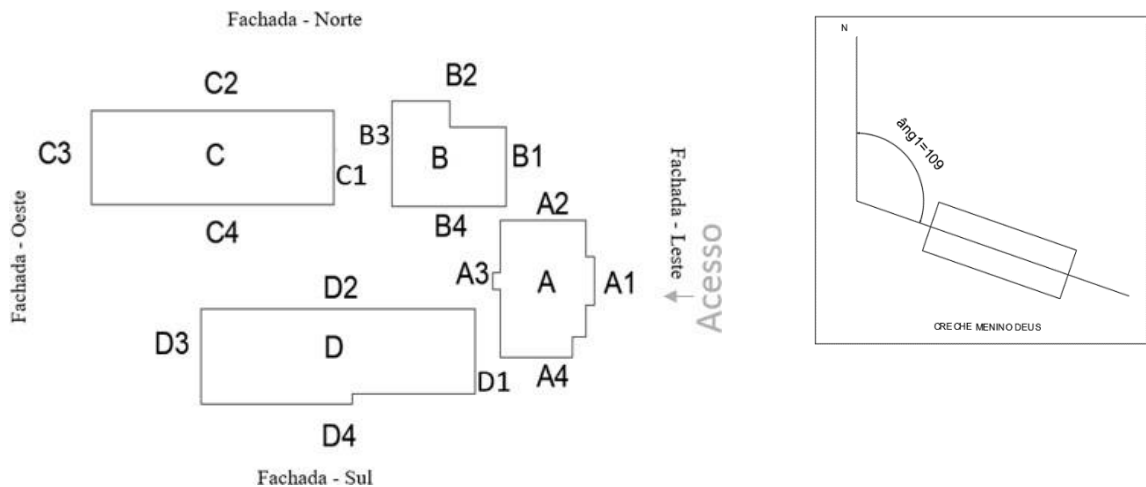 Fachada - Norte
C2
B2
C3
C
C1
B3
B
B1
C4
B4
A2
Fachada - Oeste
Fachada - Leste
Acesso
A3
A
A1
D2
D3
D
D1
A4
D4
Fachada - Sul
N
âng1=109
CRECHE MENINO DEUS